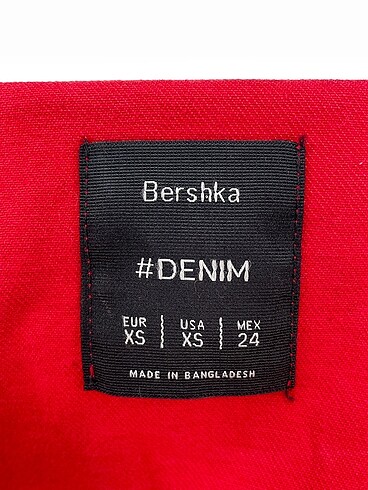 Bershka
#DENIM
EUR USA MEX
XS XS 24
MADE IN BANGLADESH